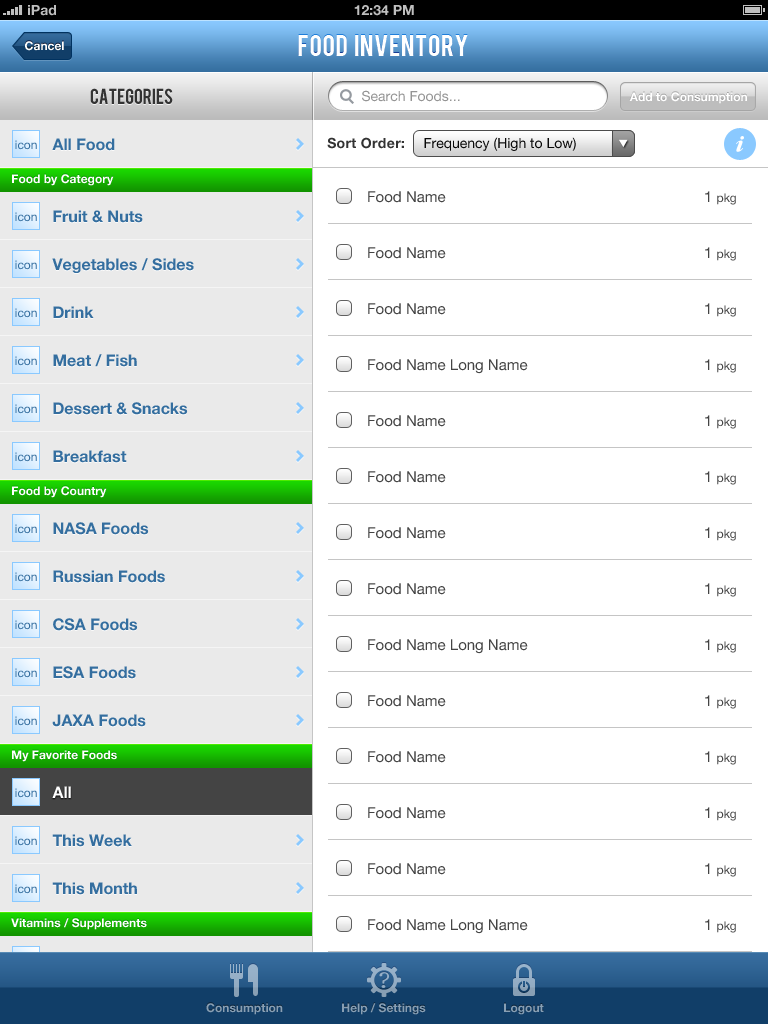 iPad
12:34 PM
Cancel
FOOD INVENTORY
CATEGORIES
Search Foods...
Add to Consumption
icon All Food
Sort Order: Frequency (High to Low)
i
Food by Category
icon Fruit & Nuts
icon Vegetables / Sides
icon Drink
icon Meat / Fish
icon Dessert & Snacks
icon Breakfast
Food by Country
icon NASA Foods
icon Russian Foods
icon CSA Foods
icon ESA Foods
icon JAXA Foods
My Favorite Foods
icon All
icon This Week
icon This Month
Vitamins / Supplements
Food Name 1 pkg
Food Name 1 pkg
Food Name 1 pkg
Food Name Long Name 1 pkg
Food Name 1 pkg
Food Name 1 pkg
Food Name 1 pkg
Food Name 1 pkg
Food Name Long Name 1 pkg
Food Name 1 pkg
Food Name 1 pkg
Food Name 1 pkg
Food Name 1 pkg
Food Name Long Name 1 pkg
Consumption
?
Help / Settings
Logout